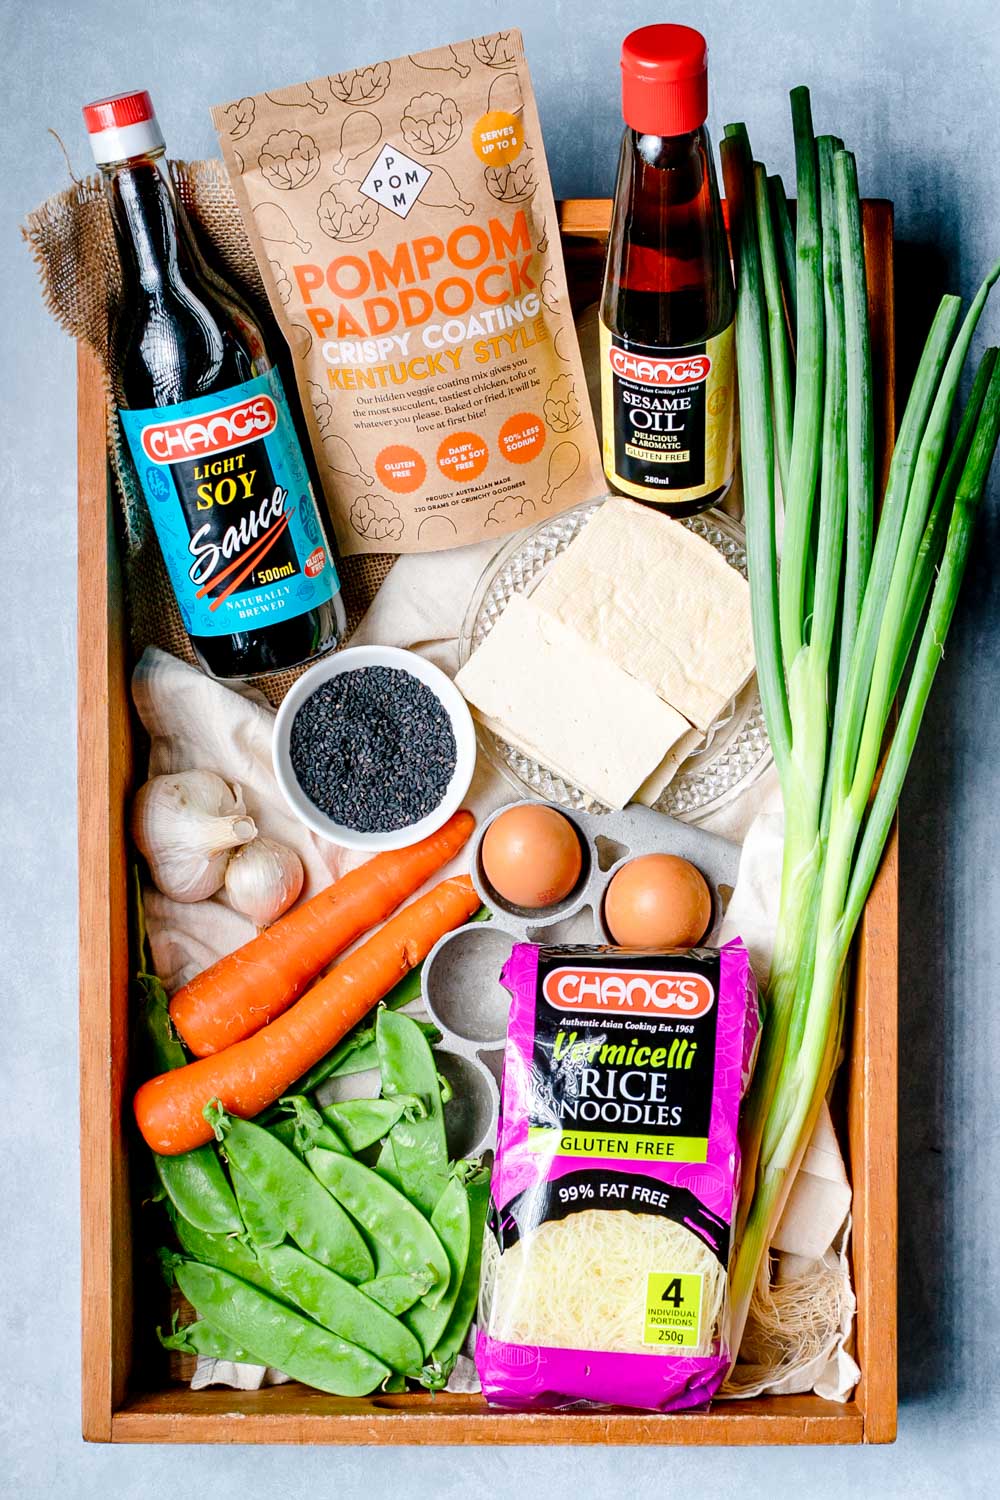 CHANG'S
LIGHT
SOY
Sauce
500mL
GLUTEN
FREE
NATURALLY
BREWED
SERVES
UP TO 8
POM
POM
POMPOM
PADDOCK
CRISPY COATING
KENTUCKY STYLE
Our hidden veggie coating mix gives you
the most succulent, tastiest chicken, tofu or
whatever you please. Baked or fried, it will be
love at first bite!
GLUTEN
FREE
DAIRY,
EGG & SOY
FREE
50% LESS
SODIUM*
PROUDLY AUSTRALIAN MADE
220 GRAMS OF CRUNCHY GOODNESS
CHANG'S
Authentic Asian Cooking Est. 1968
SESAME
OIL
DELICIOUS
& AROMATIC
GLUTEN FREE
280ml
CHANG'S
Authentic Asian Cooking Est. 1968
Vermicelli
RICE
NOODLES
GLUTEN FREE
99% FAT FREE
4
INDIVIDUAL
PORTIONS
250g